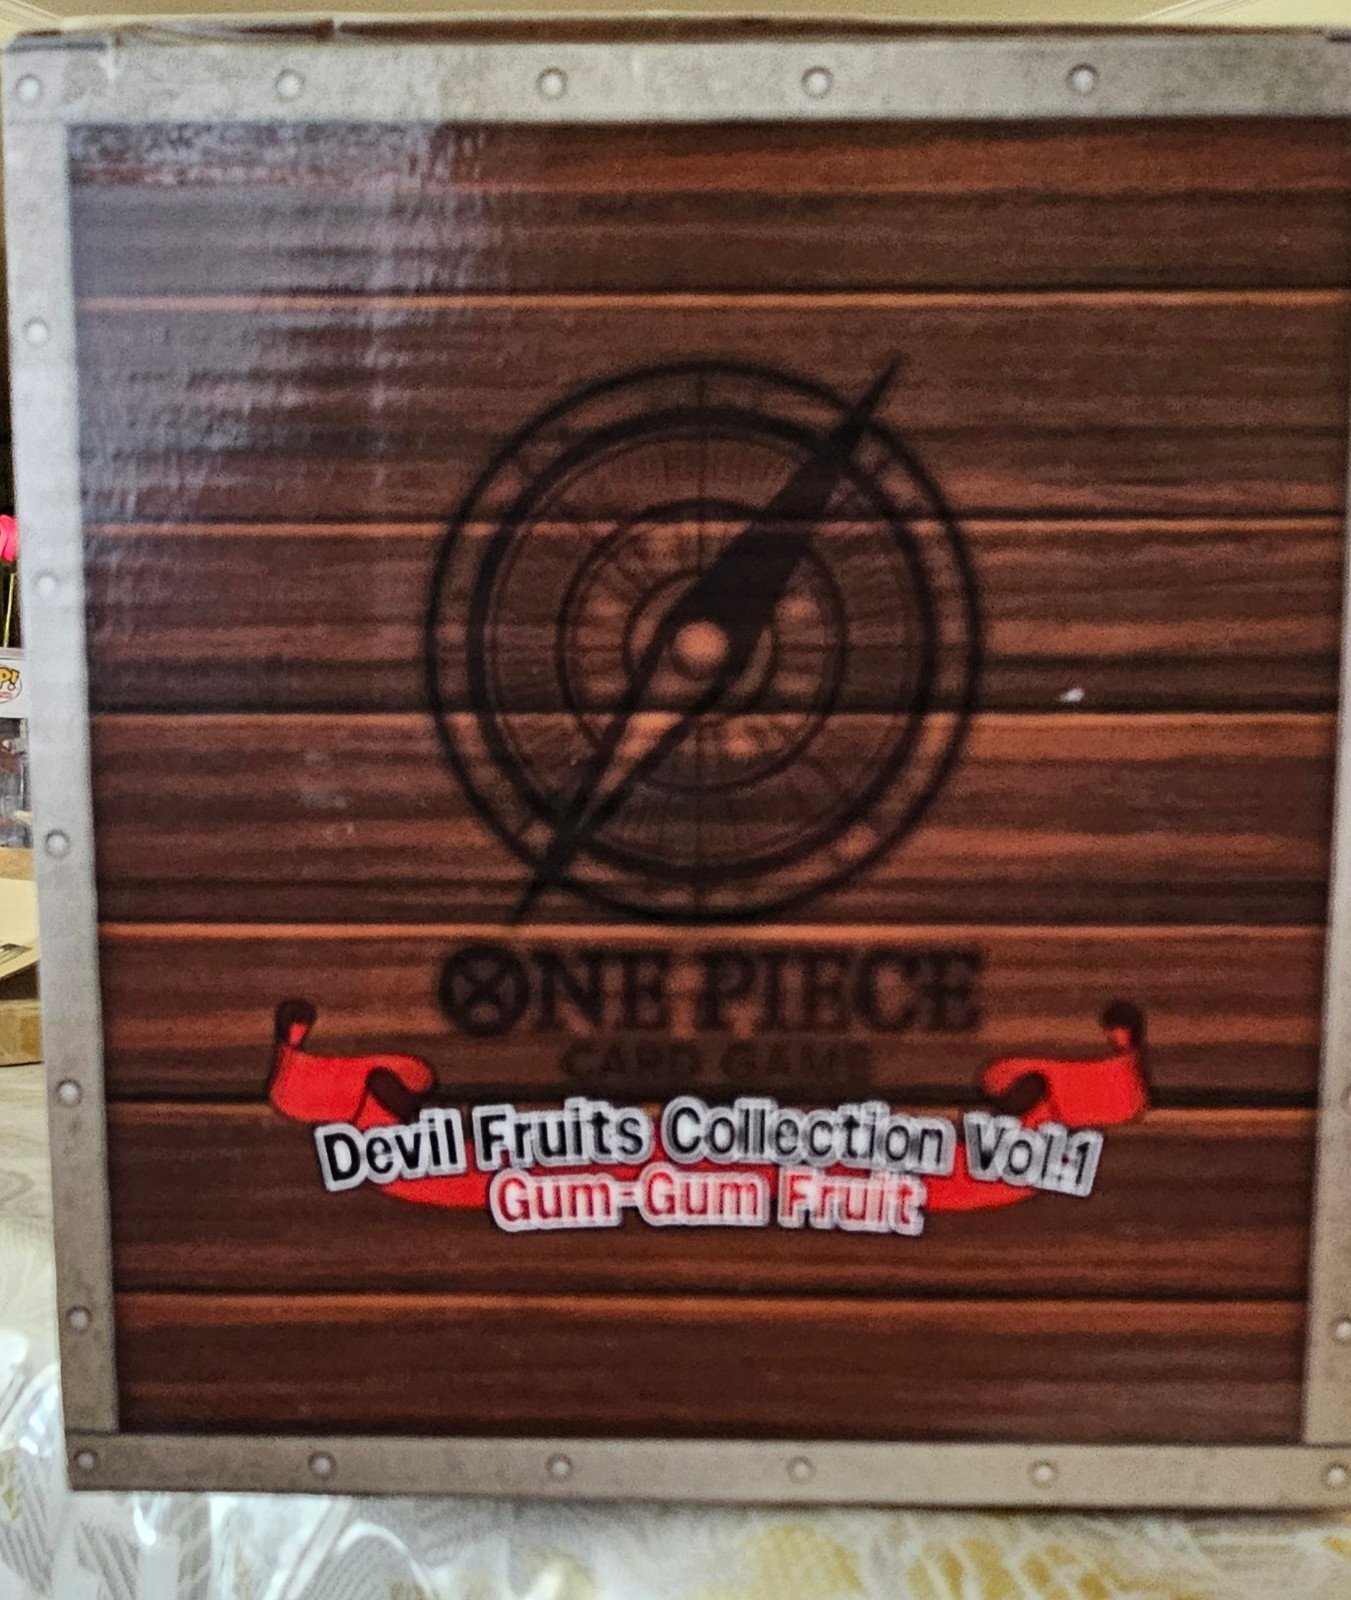 ONE PIECE
CARD GAME
Devil Fruits Collection Vol.1
Gum-Gum Fruit
P!